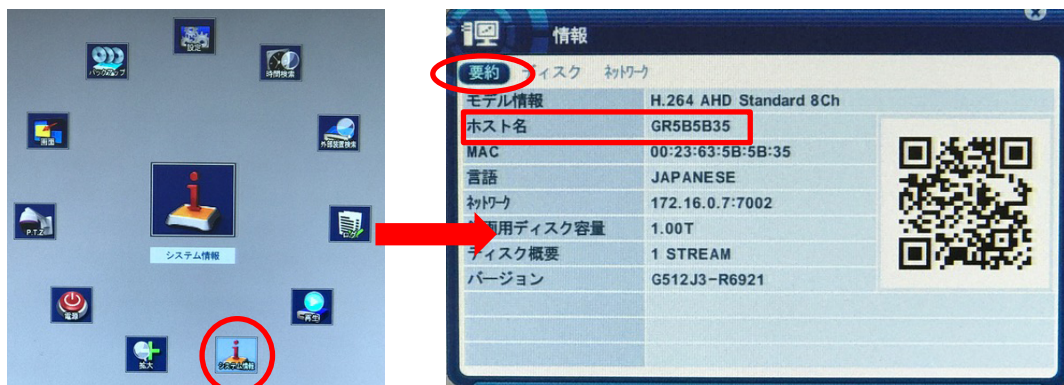 設定
バックアップ
時間検索
画面
外部装置検索
P.T.Z
ログ
システム情報
電源
再生
拡大
システム情報
情報
要約 ディスク ネットワーク
モデル情報 H.264 AHD Standard 8Ch
ホスト名 GR5B5B35
MAC 00:23:63:5B:5B:35
言語 JAPANESE
ネットワーク 172.16.0.7:7002
画用ディスク容量 1.00T
ディスク概要 1 STREAM
バージョン G512J3-R6921